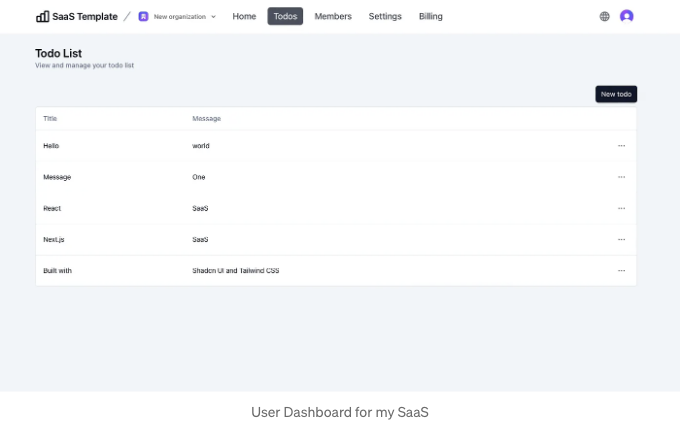 SaaS Template / New organization Home Todos Members Settings Billing
Todo List
View and manage your todo list
New todo
Title Message
Hello world ...
Message One ...
React SaaS ...
Next.js SaaS ...
Built with Shadcn UI and Tailwind CSS ...
User Dashboard for my SaaS